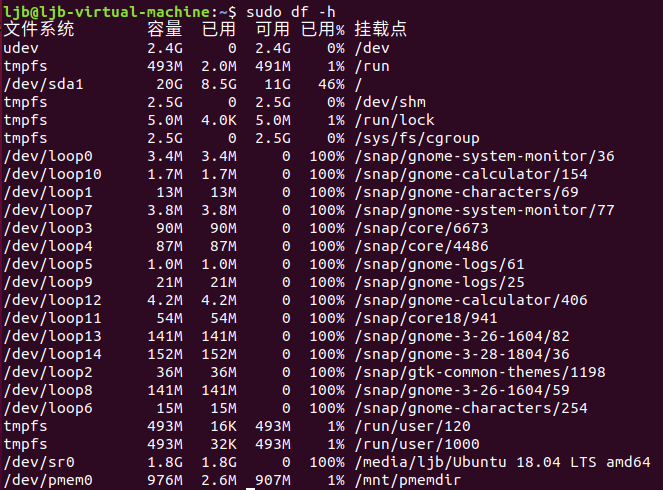 ljb@ljb-virtual-machine:~$ sudo df -h
文件系统 容量 已用 可用 已用% 挂载点
udev 2.4G 0 2.4G 0% /dev
tmpfs 493M 2.0M 491M 1% /run
/dev/sda1 20G 8.5G 11G 46% /
tmpfs 2.5G 0 2.5G 0% /dev/shm
tmpfs 5.0M 4.0K 5.0M 1% /run/lock
tmpfs 2.5G 0 2.5G 0% /sys/fs/cgroup
/dev/loop0 3.4M 3.4M 0 100% /snap/gnome-system-monitor/36
/dev/loop10 1.7M 1.7M 0 100% /snap/gnome-calculator/154
/dev/loop1 13M 13M 0 100% /snap/gnome-characters/69
/dev/loop7 3.8M 3.8M 0 100% /snap/gnome-system-monitor/77
/dev/loop3 90M 90M 0 100% /snap/core/6673
/dev/loop4 87M 87M 0 100% /snap/core/4486
/dev/loop5 1.0M 1.0M 0 100% /snap/gnome-logs/61
/dev/loop9 21M 21M 0 100% /snap/gnome-logs/25
/dev/loop12 4.2M 4.2M 0 100% /snap/gnome-calculator/406
/dev/loop11 54M 54M 0 100% /snap/core18/941
/dev/loop13 141M 141M 0 100% /snap/gnome-3-26-1604/82
/dev/loop14 152M 152M 0 100% /snap/gnome-3-28-1804/36
/dev/loop2 36M 36M 0 100% /snap/gtk-common-themes/1198
/dev/loop8 141M 141M 0 100% /snap/gnome-3-26-1604/59
/dev/loop6 15M 15M 0 100% /snap/gnome-characters/254
tmpfs 493M 16K 493M 1% /run/user/120
tmpfs 493M 32K 493M 1% /run/user/1000
/dev/sr0 1.8G 1.8G 0 100% /media/ljb/Ubuntu 18.04 LTS amd64
/dev/pmem0 976M 2.6M 907M 1% /mnt/pmemdir